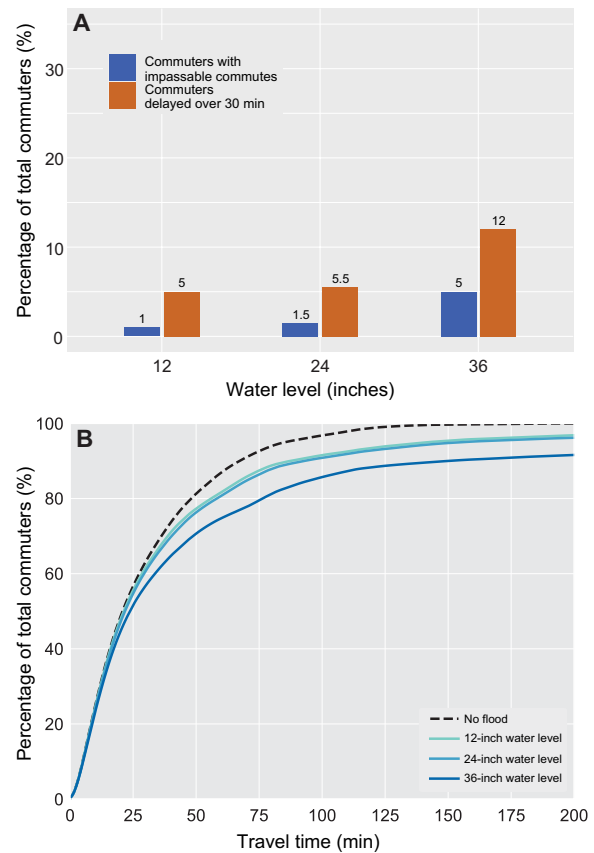 A
Percentage of total commuters (%)
30
20
10
0
Commuters with
impassable commutes
Commuters
delayed over 30 min
1
5
1.5
5.5
5
12
12
24
36
Water level (inches)
B
Percentage of total commuters (%)
100
80
60
40
20
0
No flood
12-inch water level
24-inch water level
36-inch water level
0
25
50
75
100
125
150
175
200
Travel time (min)